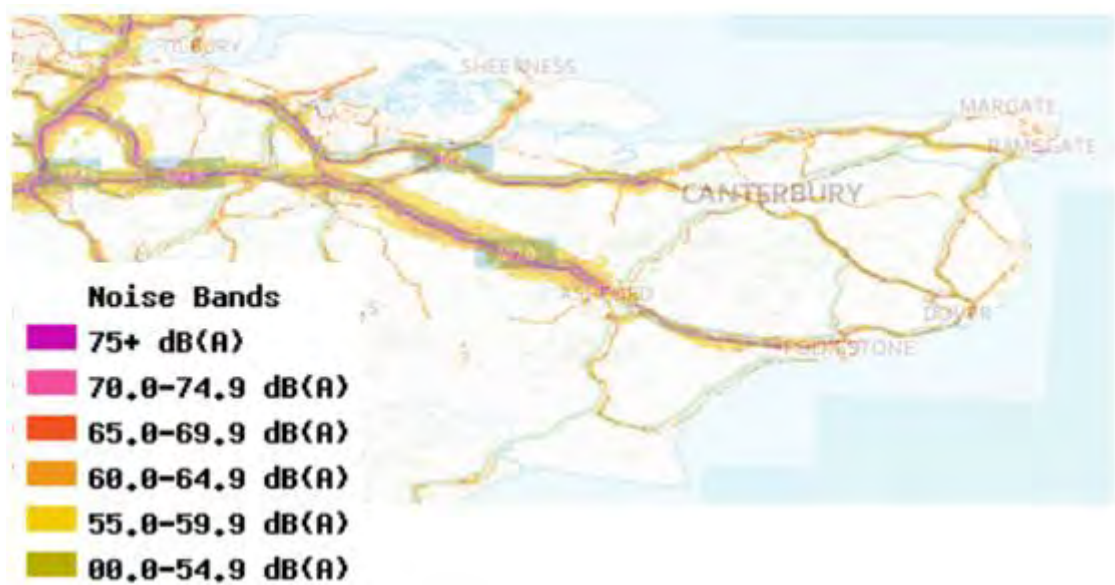 TILBURY
SHEERNESS
MARGATE
RAMSGATE
CANTERBURY
DOVER
Noise Bands
75+ dB(A)
70.0-74.9 dB(A)
65.0-69.9 dB(A)
60.0-64.9 dB(A)
55.0-59.9 dB(A)
00.0-54.9 dB(A)